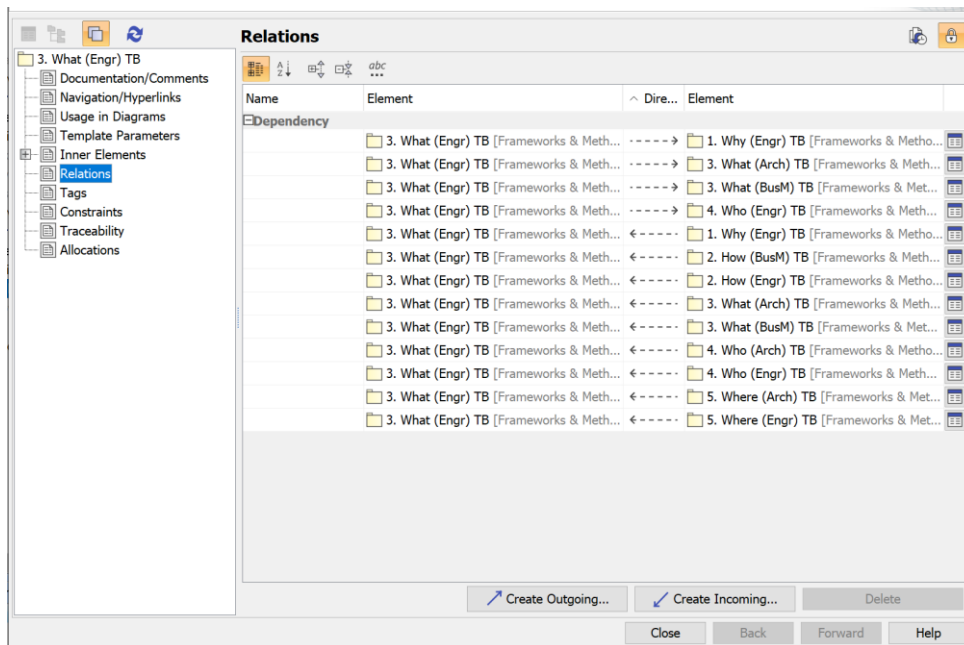 Relations
3. What (Engr) TB
Documentation/Comments
Navigation/Hyperlinks
Usage in Diagrams
Template Parameters
Inner Elements
Relations
Tags
Constraints
Traceability
Allocations
A
Z
abc
...
Name Element Dire... Element
Dependency
3. What (Engr) TB [Frameworks & Meth... 1. Why (Engr) TB [Frameworks & Metho...
3. What (Engr) TB [Frameworks & Meth... 3. What (Arch) TB [Frameworks & Meth...
3. What (Engr) TB [Frameworks & Meth... 3. What (BusM) TB [Frameworks & Met...
3. What (Engr) TB [Frameworks & Meth... 4. Who (Engr) TB [Frameworks & Meth...
3. What (Engr) TB [Frameworks & Meth... 1. Why (Engr) TB [Frameworks & Metho...
3. What (Engr) TB [Frameworks & Meth... 2. How (BusM) TB [Frameworks & Meth...
3. What (Engr) TB [Frameworks & Meth... 2. How (Engr) TB [Frameworks & Metho...
3. What (Engr) TB [Frameworks & Meth... 3. What (Arch) TB [Frameworks & Meth...
3. What (Engr) TB [Frameworks & Meth... 3. What (BusM) TB [Frameworks & Met...
3. What (Engr) TB [Frameworks & Meth... 4. Who (Arch) TB [Frameworks & Metho...
3. What (Engr) TB [Frameworks & Meth... 4. Who (Engr) TB [Frameworks & Meth...
3. What (Engr) TB [Frameworks & Meth... 5. Where (Arch) TB [Frameworks & Met...
3. What (Engr) TB [Frameworks & Meth... 5. Where (Engr) TB [Frameworks & Met...
Create Outgoing... Create Incoming... Delete
Close Back Forward Help